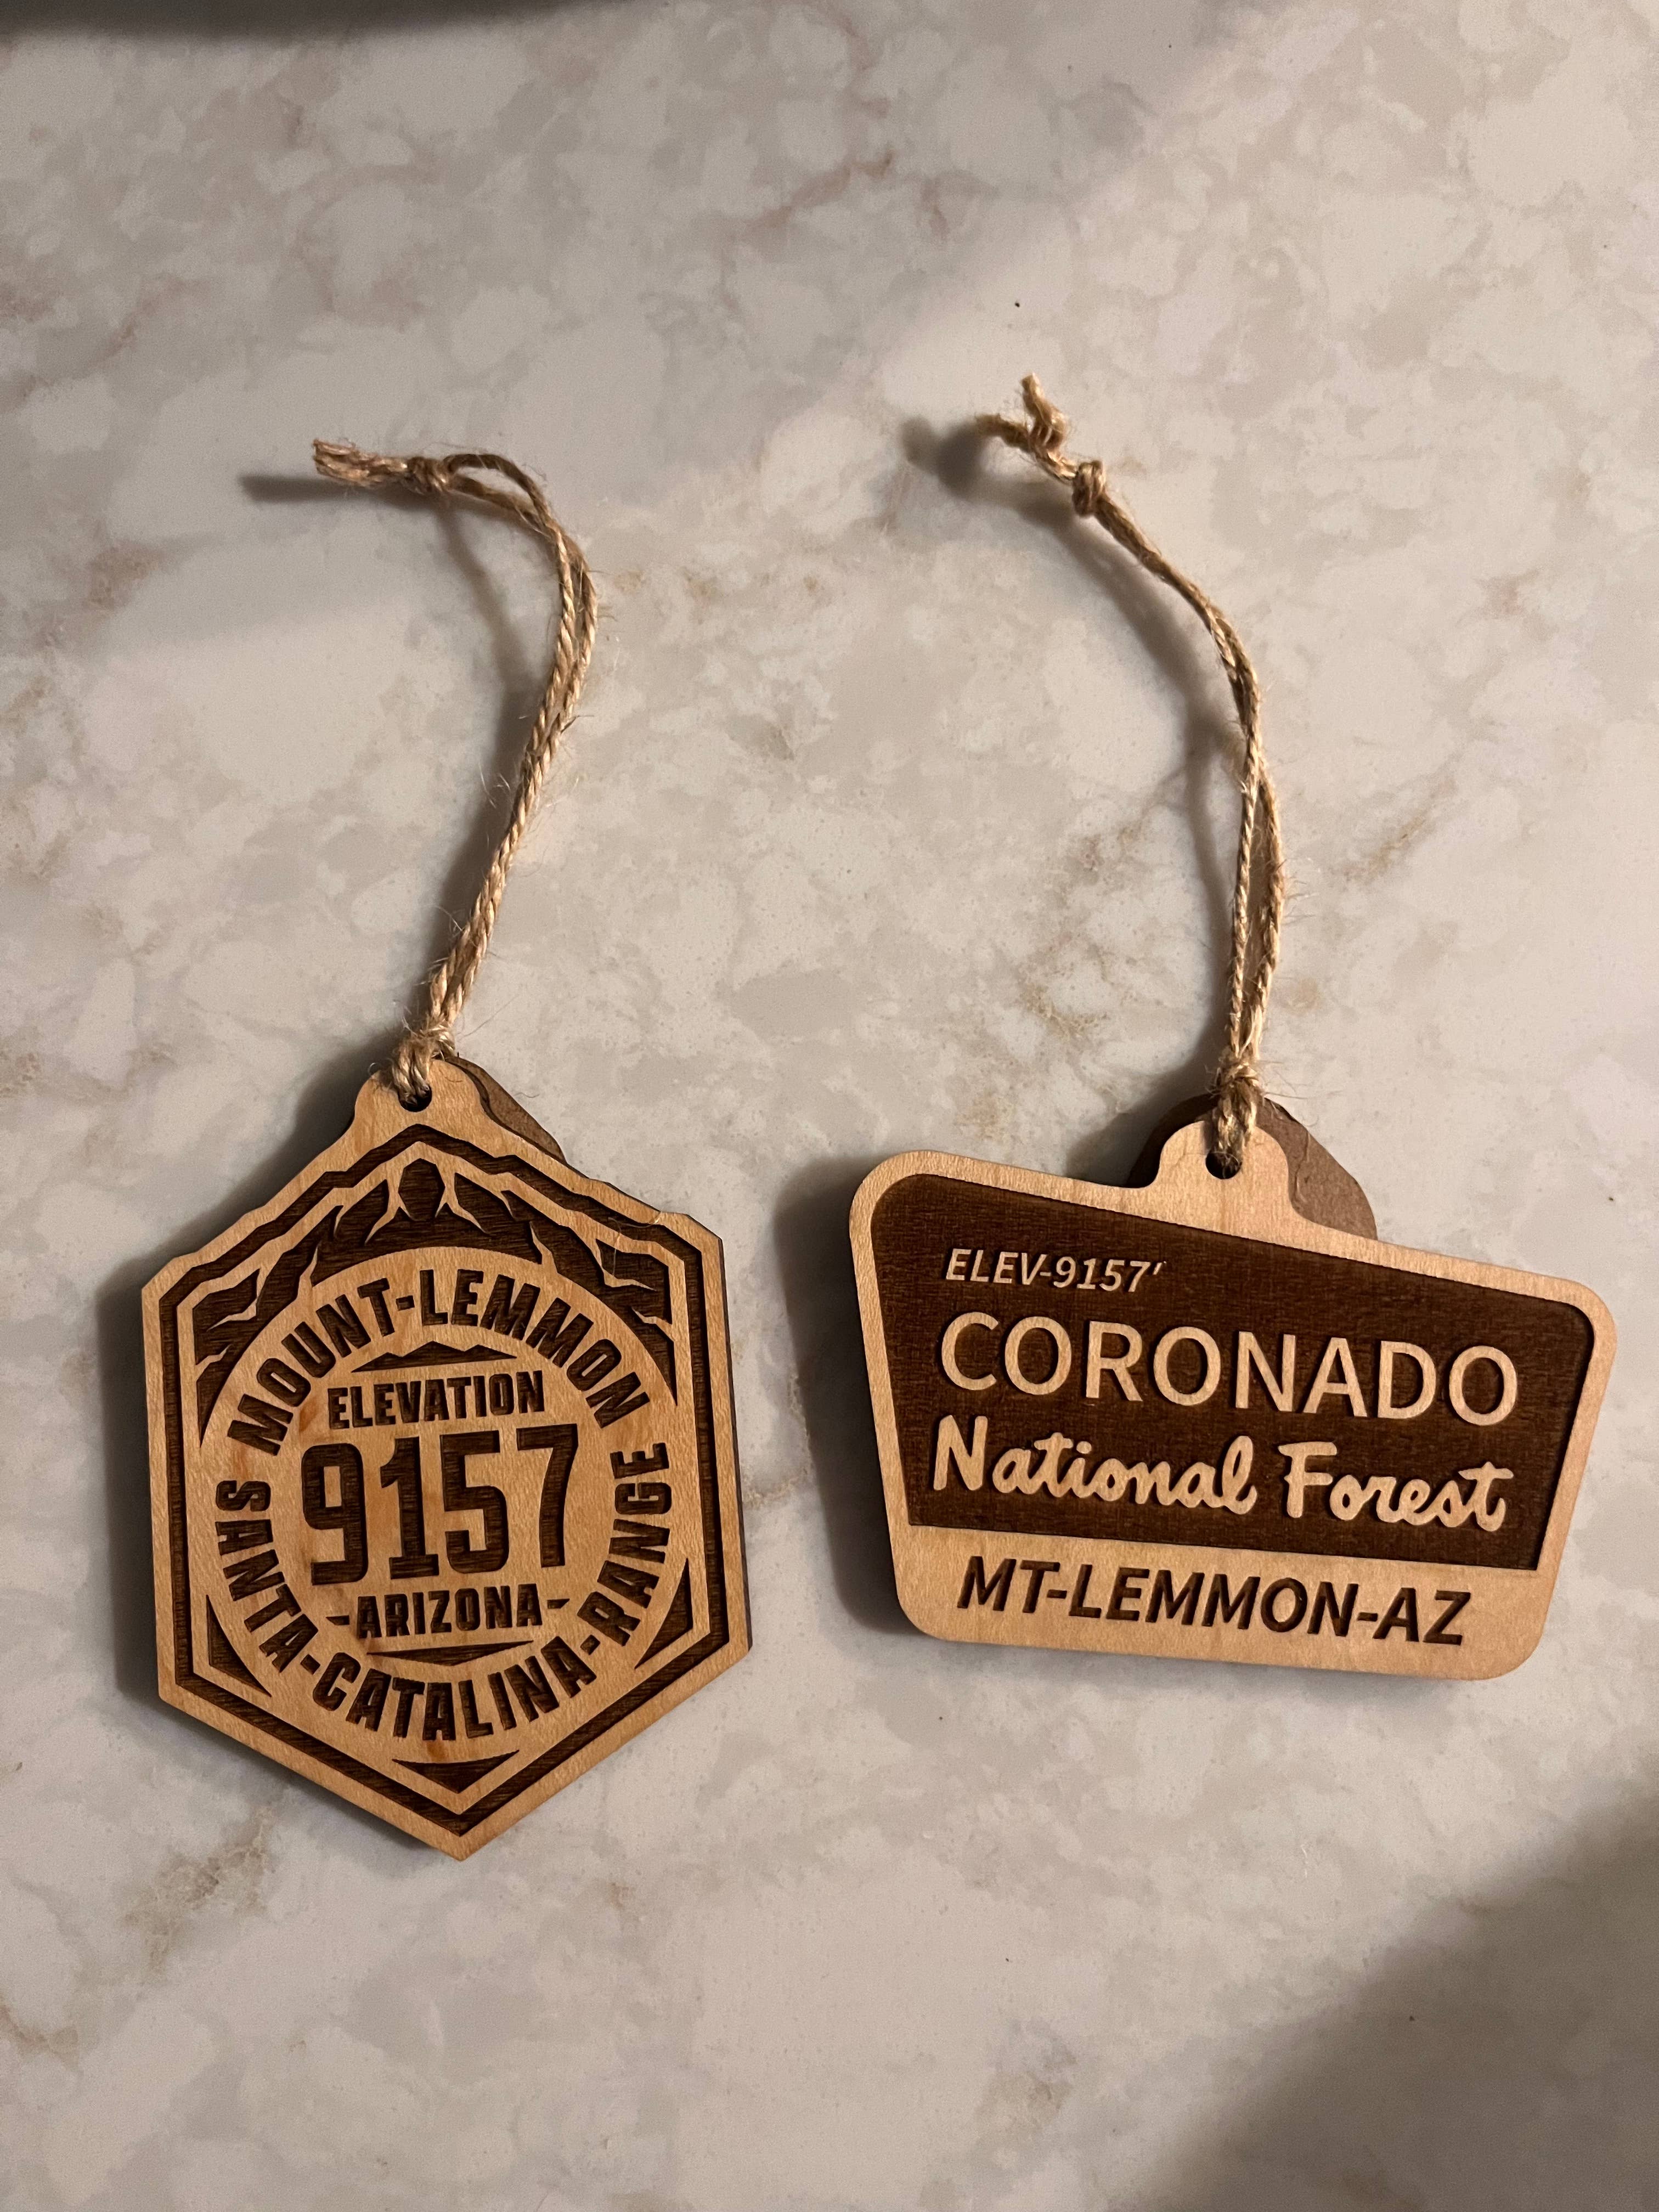 MOUNT-LEMMON
ELEVATION
9157
-ARIZONA-
SANTA-CATALINA-RANGE
ELEV-9157'
CORONADO
National Forest
MT-LEMMON-AZ